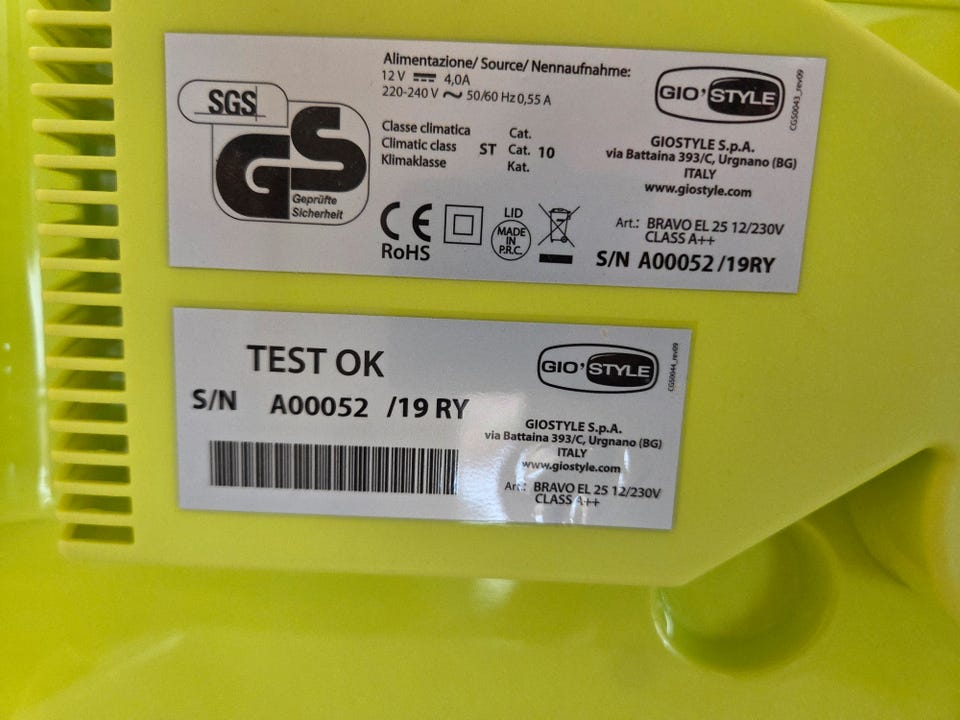 SGS
GS
Geprüfte
Sicherheit
Alimentazione/ Source/ Nennaufnahme:
12 V ⎓ 4,0A
220-240 V ~ 50/60 Hz 0,55 A
Classe climatica
Climatic class
Klimaklasse
ST
Cat.
Cat. 10
Kat.
CE
RoHS
LID
MADE
IN
P.R.C.
GIO'STYLE
CGS0043_rev09
GIOSTYLE S.p.A.
via Battaina 393/C, Urgnano (BG)
ITALY
www.giostyle.com
Art.: BRAVO EL 25 12/230V
CLASS A++
S/N A00052 /19RY
TEST OK
S/N A00052 /19 RY
GIO'STYLE
CGS0044_rev09
GIOSTYLE S.p.A.
via Battaina 393/C, Urgnano (BG)
ITALY
www.giostyle.com
Art.: BRAVO EL 25 12/230V
CLASS A++